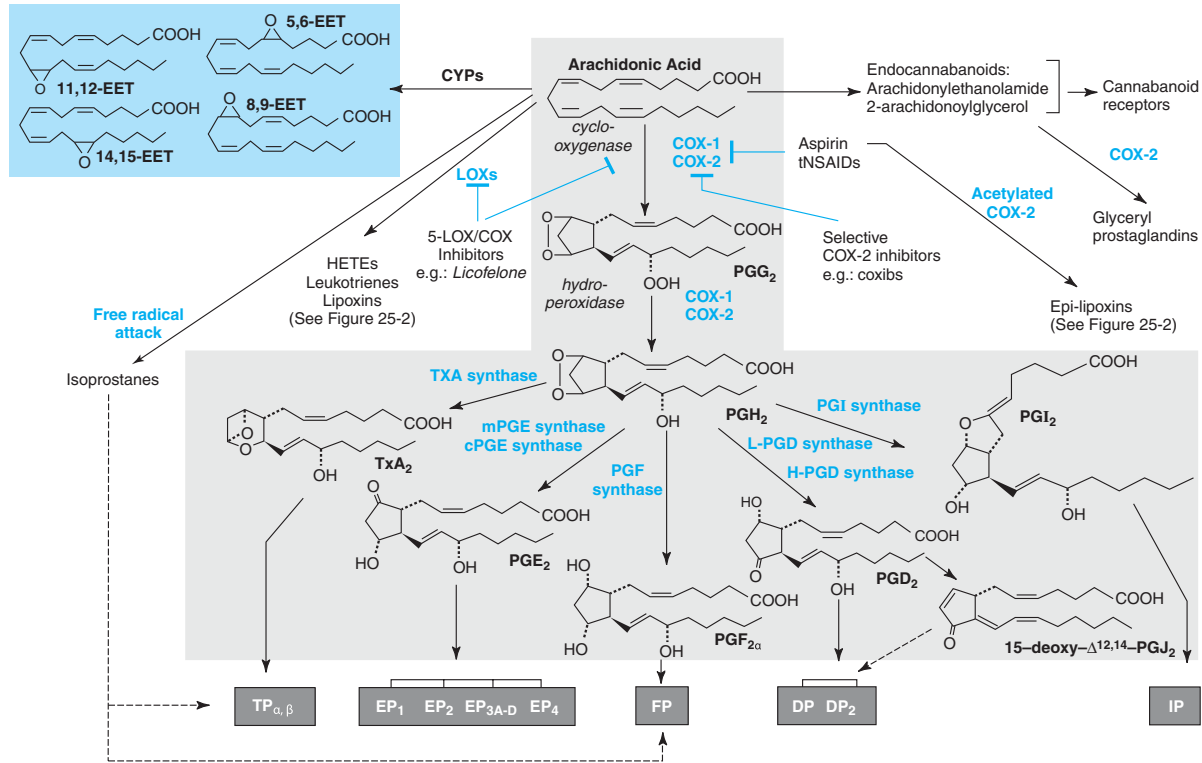 O
5,6-EET
COOH
O
COOH
O
11,12-EET
O
8,9-EET
COOH
O
14,15-EET
COOH
CYPs
Arachidonic Acid
COOH
Endocannabanoids:
Arachidonylethanolamide
2-arachidonoylglycerol
Cannabanoid
receptors
cyclo-
oxygenase
COX-1
COX-2
Aspirin
tNSAIDs
COX-2
LOXs
Acetylated
COX-2
Glyceryl
prostaglandins
5-LOX/COX
Inhibitors
e.g.: Licofelone
O
O
COOH
OOH
PGG2
Selective
COX-2 inhibitors
e.g.: coxibs
HETEs
Leukotrienes
Lipoxins
(See Figure 25-2)
hydro-
peroxidase
COX-1
COX-2
Epi-lipoxins
(See Figure 25-2)
Free radical
attack
Isoprostanes
O
O
COOH
OH
PGH2
TXA synthase
COOH
O
O
OH
TxA2
mPGE synthase
cPGE synthase
PGF
synthase
PGI synthase
L-PGD synthase
H-PGD synthase
COOH
O
PGI2
OH
OH
O
COOH
HO
OH
PGE2
HO
COOH
HO
OH
PGF2α
HO
COOH
O
OH
PGD2
COOH
O
15–deoxy–Δ12,14–PGJ2
TPα, β
EP1 EP2 EP3A-D EP4
FP
DP DP2
IP